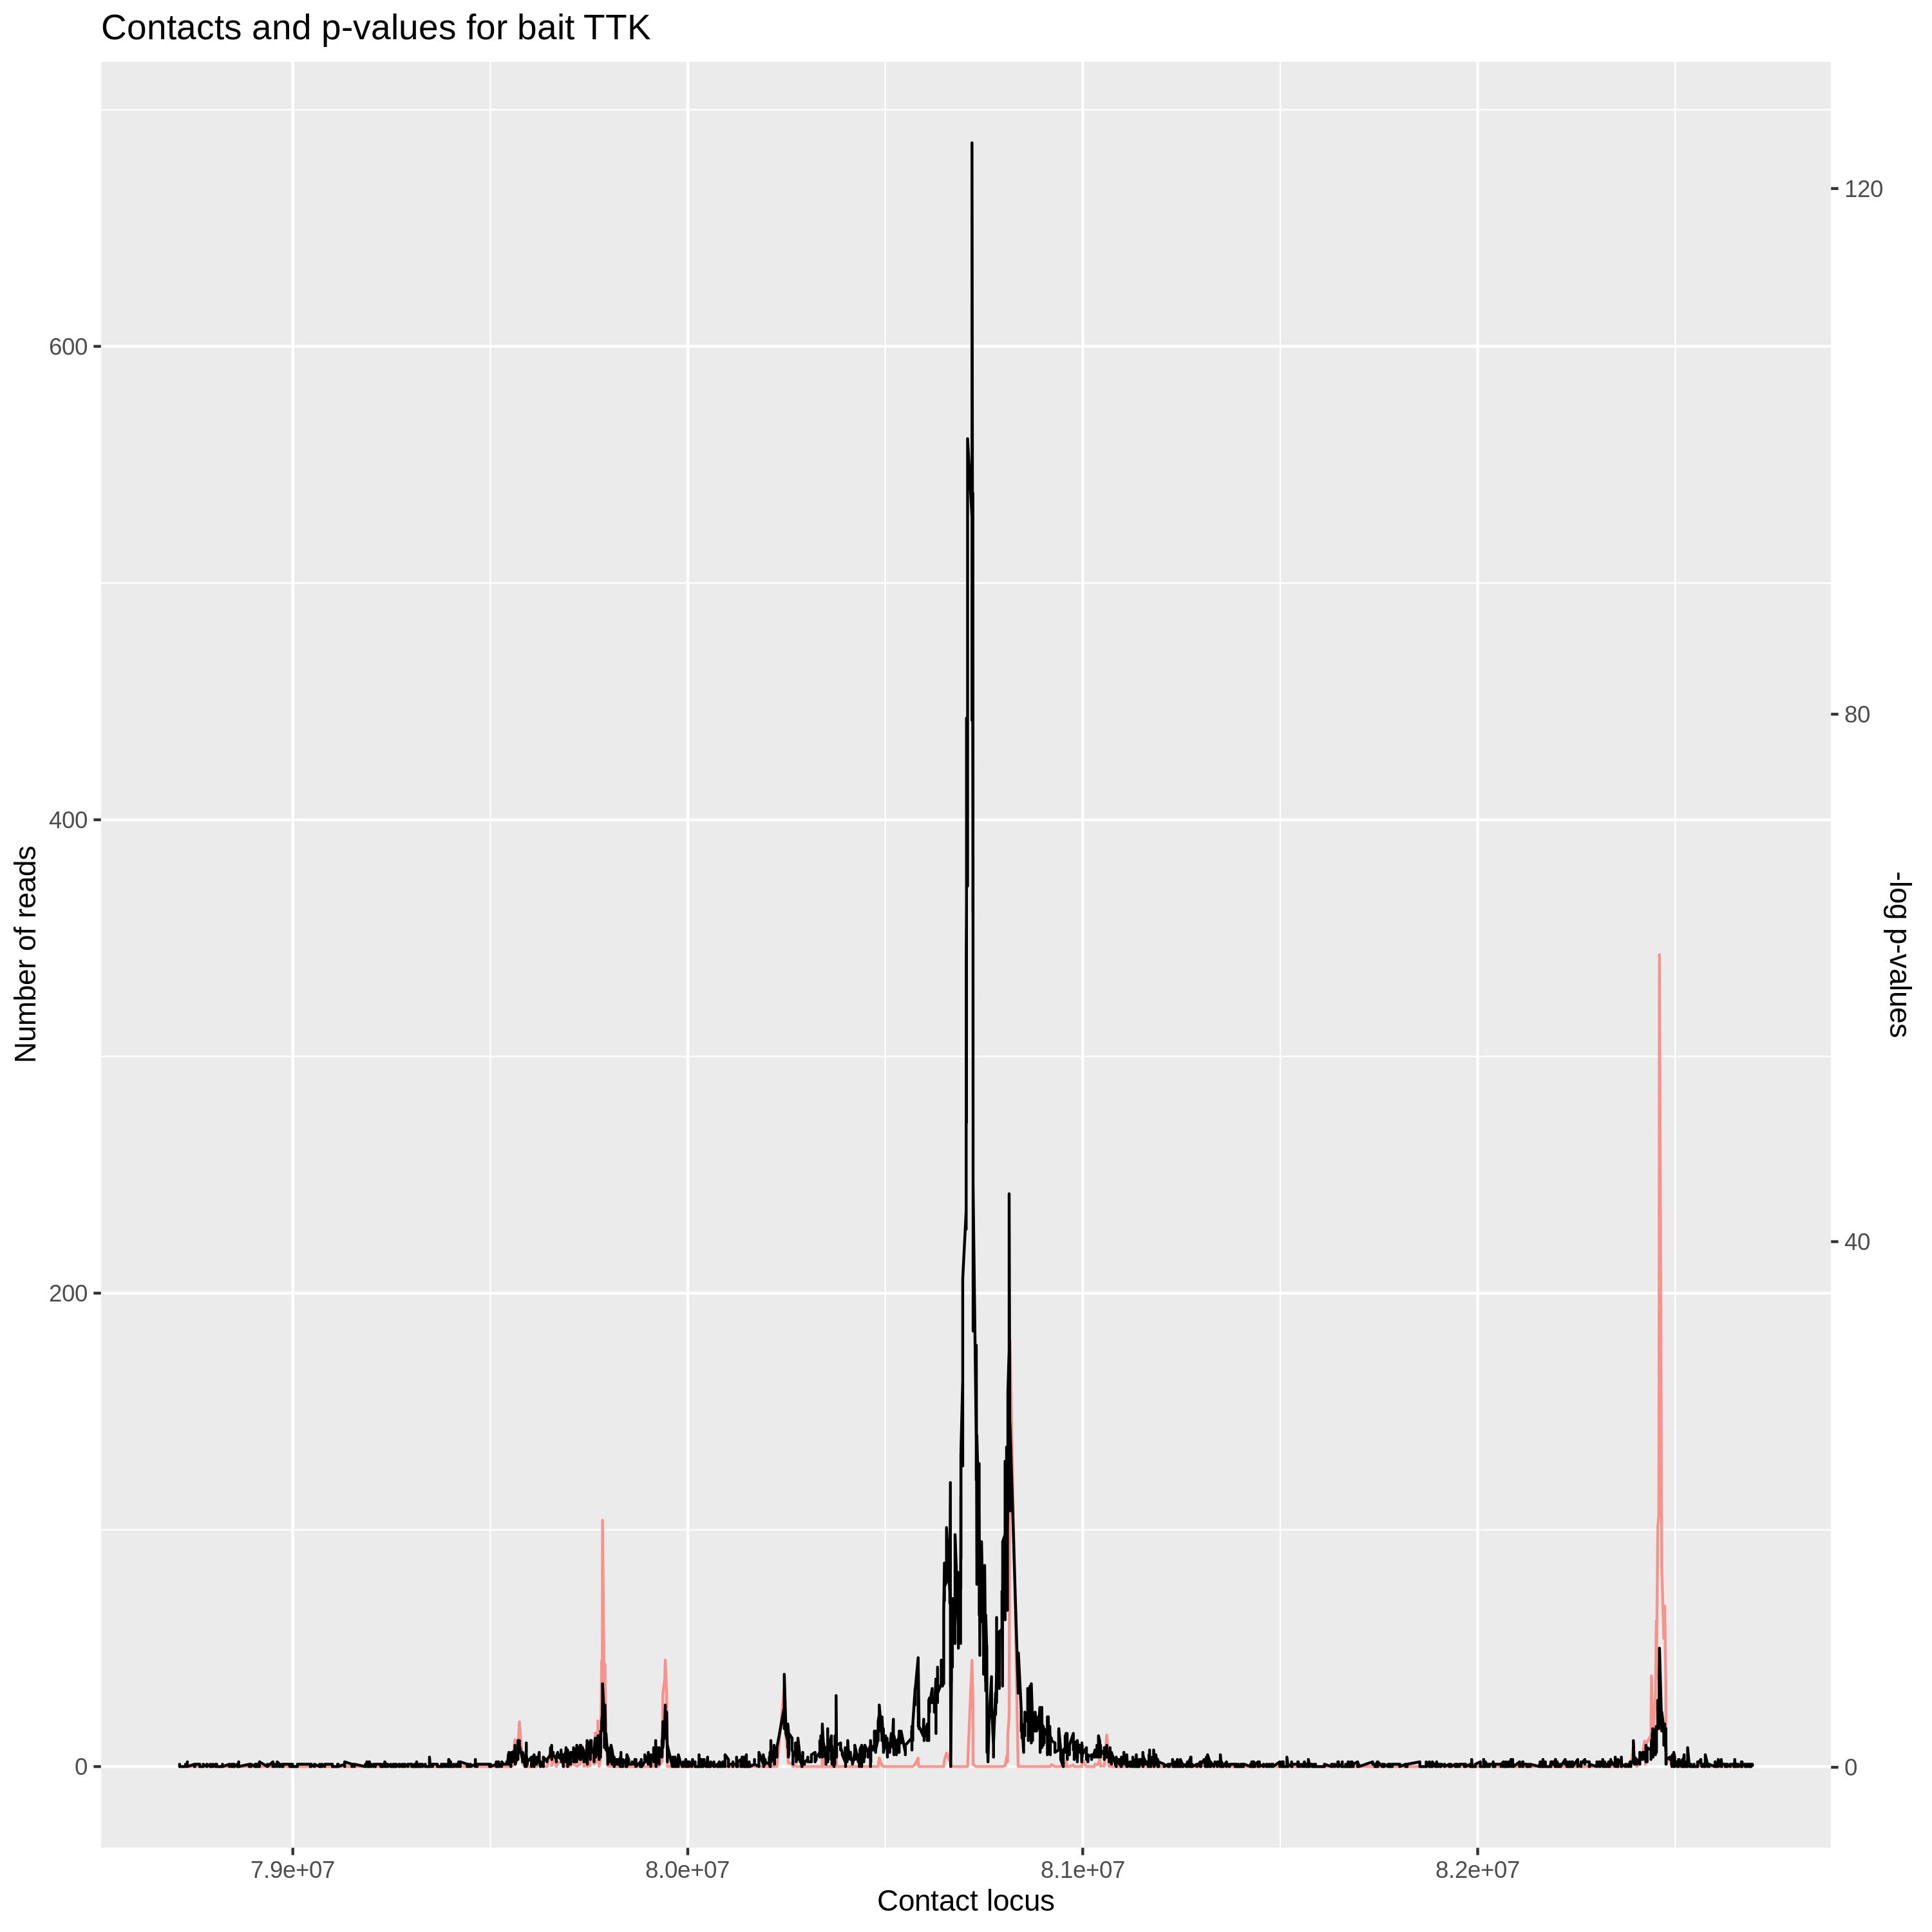 Contacts and p-values for bait TTK
Number of reads
600
400
200
0
120
80
40
0
-log p-values
7.9e+07
8.0e+07
8.1e+07
8.2e+07
Contact locus